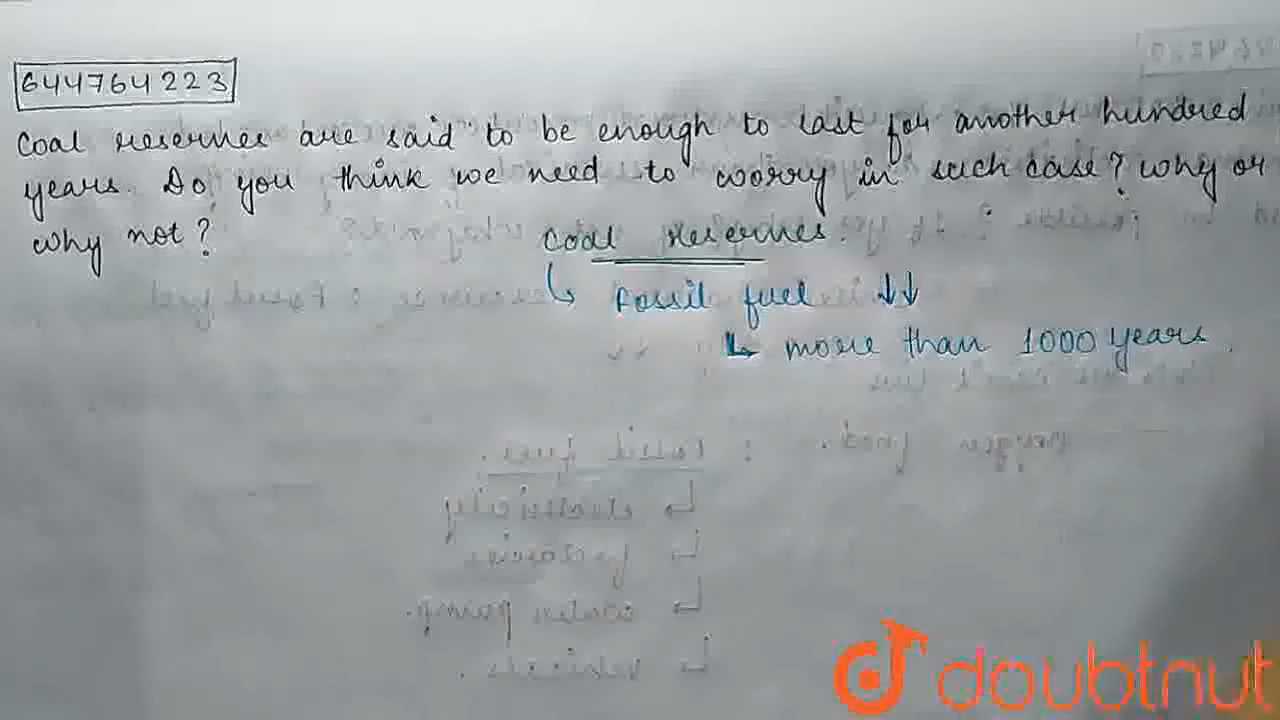 644764223
Coal reserves are said to be enough to last for another hundred
years. Do you think we need to worry in such case? Why or
why not?
Coal reserves.
↳ Fossil fuel ↓↓
↳ more than 1000 years.
doubtnut